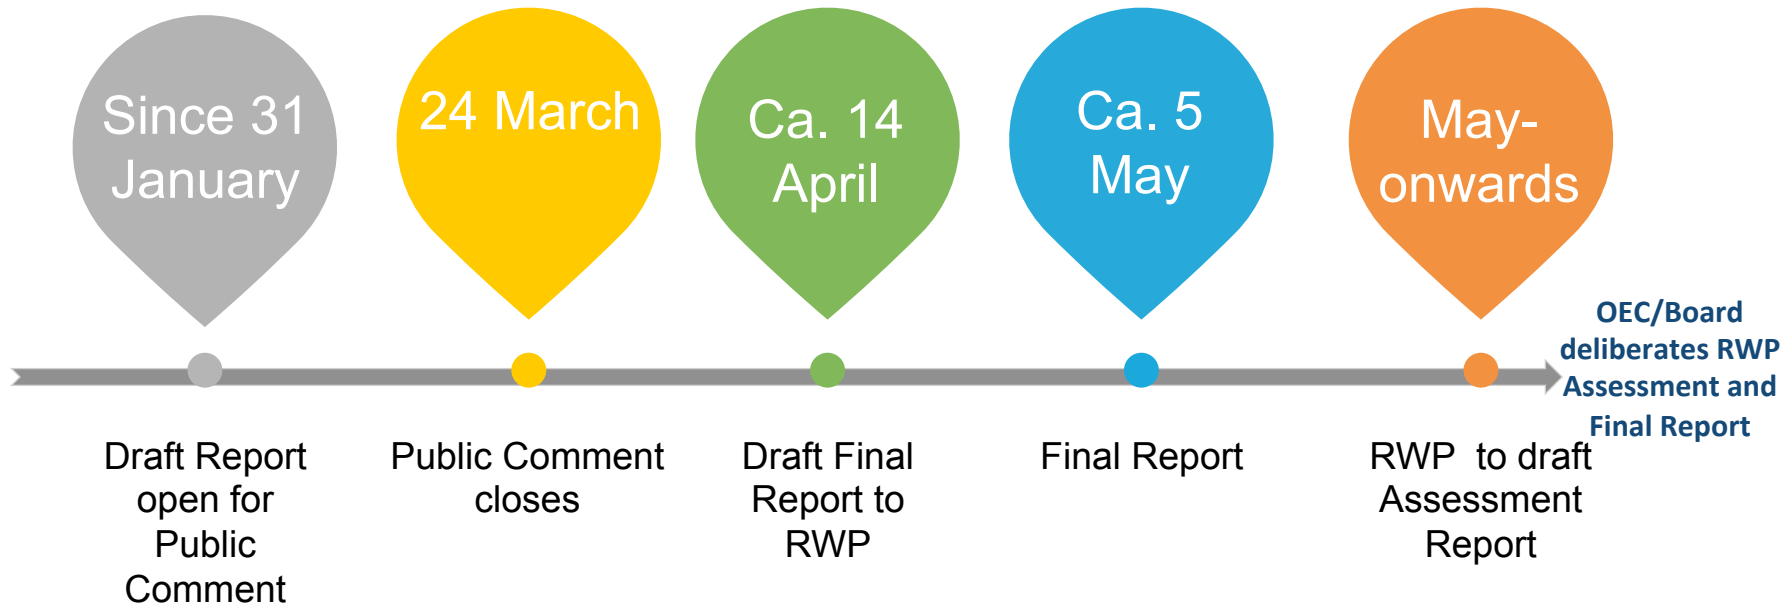 Since 31
January
24 March
Ca. 14
April
Ca. 5
May
May-
onwards
OEC/Board
deliberates RWP
Assessment and
Final Report
Draft Report
open for
Public
Comment
Public Comment
closes
Draft Final
Report to
RWP
Final Report
RWP  to draft
Assessment
Report